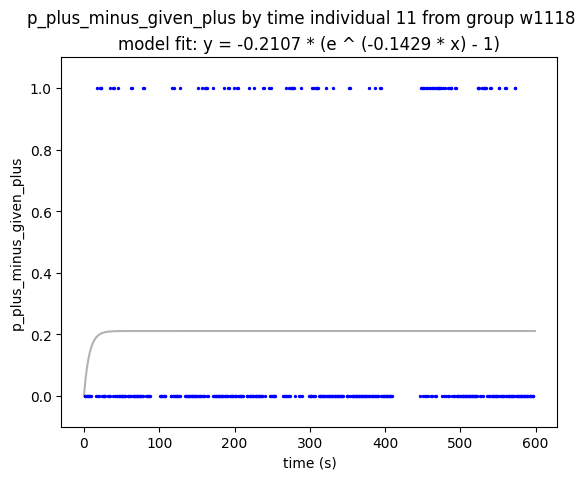 p_plus_minus_given_plus by time individual 11 from group w1118
model fit: y = -0.2107 * (e ^ (-0.1429 * x) - 1)
p_plus_minus_given_plus
1.0
0.8
0.6
0.4
0.2
0.0
0 100 200 300 400 500 600
time (s)